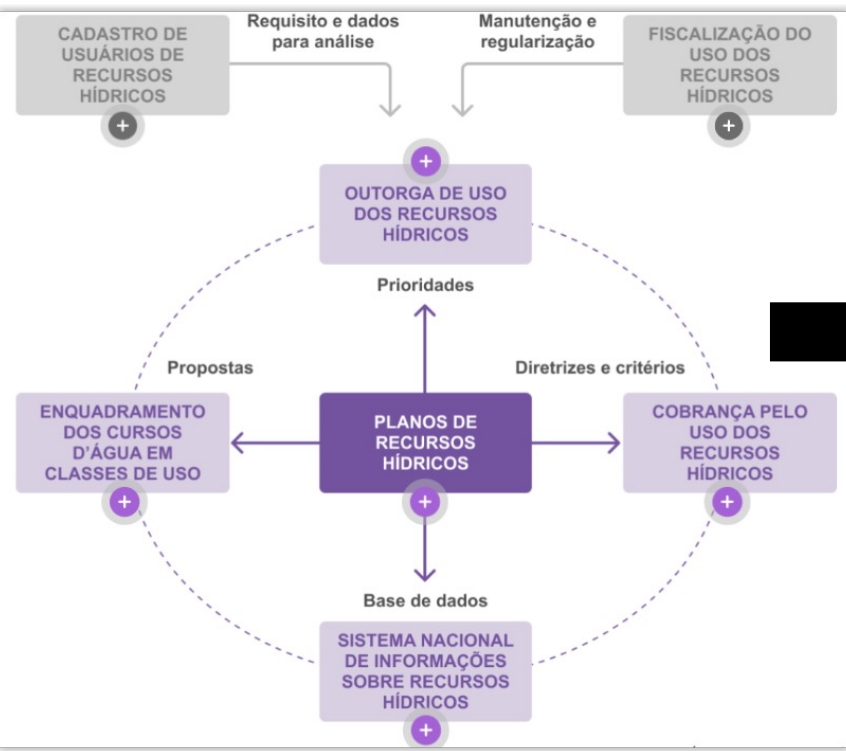 CADASTRO DE
USUÁRIOS DE
RECURSOS
HÍDRICOS
Requisito e dados
para análise
Manutenção e
regularização
FISCALIZAÇÃO DO
USO DOS
RECURSOS
HÍDRICOS
OUTORGA DE USO
DOS RECURSOS
HÍDRICOS
Prioridades
Propostas
Diretrizes e critérios
ENQUADRAMENTO
DOS CURSOS
D'ÁGUA EM
CLASSES DE USO
PLANOS DE
RECURSOS
HÍDRICOS
COBRANÇA PELO
USO DOS
RECURSOS
HÍDRICOS
Base de dados
SISTEMA NACIONAL
DE INFORMAÇÕES
SOBRE RECURSOS
HÍDRICOS